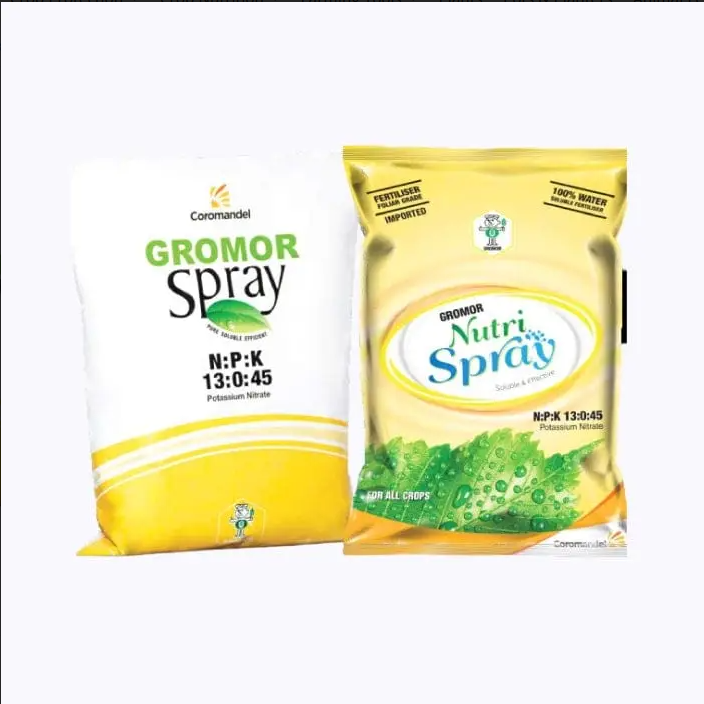 Coromandel
GROMOR
Spray
PURE SOLUBLE EFFICIENT
N:P:K
13:0:45
Potassium Nitrate
FERTILISER
FOLIAR GRADE
IMPORTED
100% WATER
SOLUBLE FERTILISER
GROMOR
GROMOR
Nutri
Spray
Soluble & Effective
N:P:K 13:0:45
Potassium Nitrate
FOR ALL CROPS
Coromandel